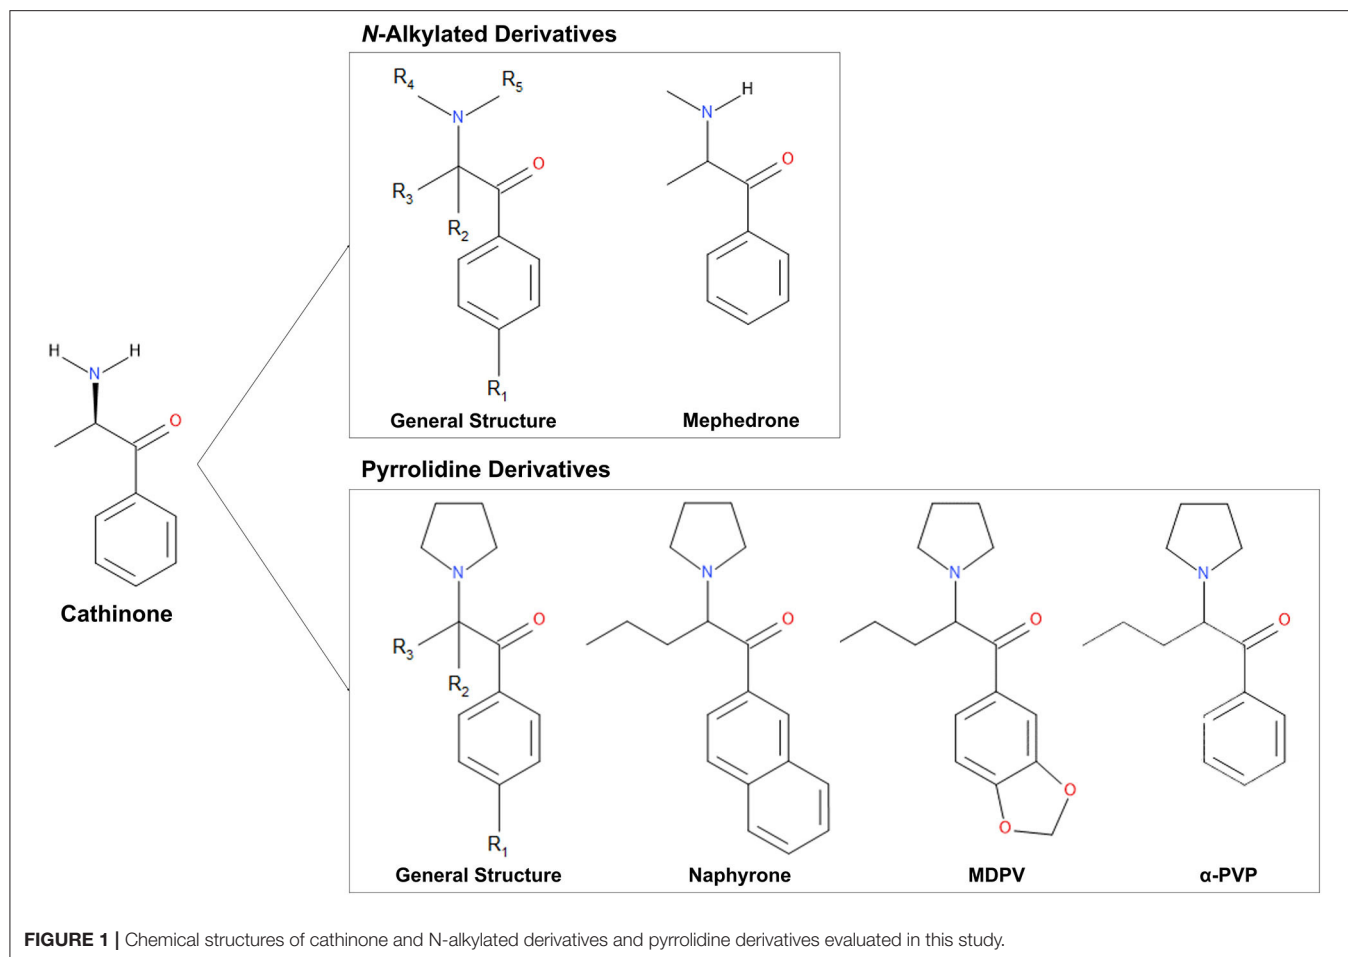 N-Alkylated Derivatives
R4 R5
N
O
R3
R2
R1
General Structure
H
N
O
Mephedrone
H H
N
O
Cathinone
Pyrrolidine Derivatives
N
O
R3
R2
R1
General Structure
N
O
Naphyrone
N
O
O
O
MDPV
N
O
α-PVP
FIGURE 1 | Chemical structures of cathinone and N-alkylated derivatives and pyrrolidine derivatives evaluated in this study.